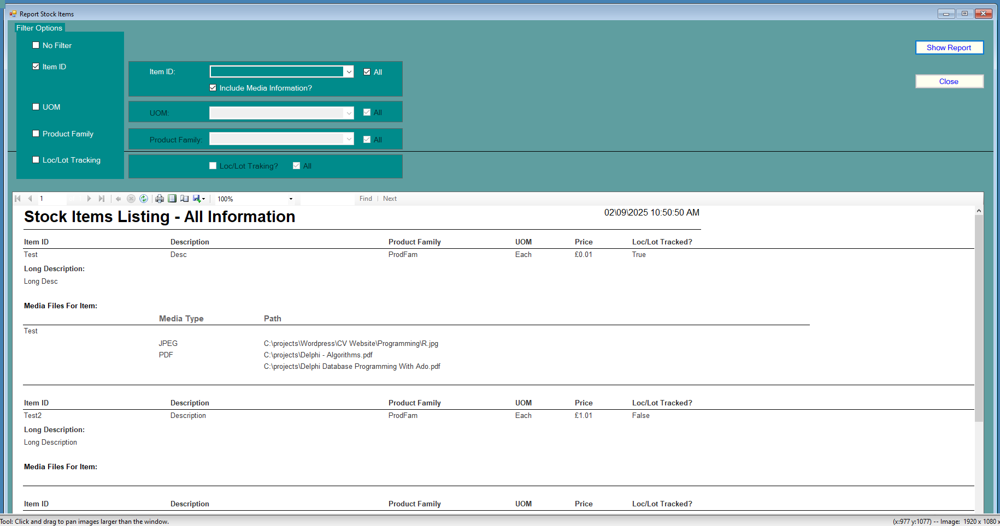 Report Stock Items
Filter Options
No Filter
Item ID
UOM
Product Family
Loc/Lot Tracking
Item ID: All
Include Media Information?
UOM: All
Product Family: All
Loc/Lot Traking? All
Show Report
Close
1 100% Find | Next
Stock Items Listing - All Information 02\09\2025 10:50:50 AM
Item ID Description Product Family UOM Price Loc/Lot Tracked?
Test Desc ProdFam Each £0.01 True
Long Description:
Long Desc
Media Files For Item:
Media Type Path
Test
JPEG C:\projects\Wordpress\CV Website\Programming\R.jpg
PDF C:\projects\Delphi - Algorithms.pdf
C:\projects\Delphi Database Programming With Ado.pdf
Item ID Description Product Family UOM Price Loc/Lot Tracked?
Test2 Description ProdFam Each £1.01 False
Long Description:
Long Description
Media Files For Item:
Item ID Description Product Family UOM Price Loc/Lot Tracked?
Tool: Click and drag to pan images larger than the window. (x:977 y:1077) -- Image: 1920 x 1080 x